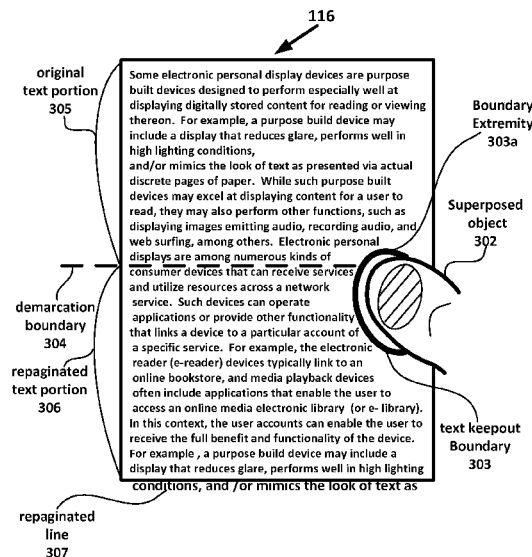 116
original
text portion
305
Some electronic personal display devices are purpose
built devices designed to perform especially well at
displaying digitally stored content for reading or viewing
thereon. For example, a purpose build device may
include a display that reduces glare, performs well in
high lighting conditions,
and/or mimics the look of text as presented via actual
discrete pages of paper. While such purpose built
devices may excel at displaying content for a user to
read, they may also perform other functions, such as
displaying images emitting audio, recording audio, and
web surfing, among others. Electronic personal
displays are among numerous kinds of
consumer devices that can receive services
and utilize resources across a network
service. Such devices can operate
applications or provide other functionality
that links a device to a particular account of
a specific service. For example, the electronic
reader (e-reader) devices typically link to an
online bookstore, and media playback devices
often include applications that enable the user to
access an online media electronic library (or e- library).
In this context, the user accounts can enable the user to
receive the full benefit and functionality of the device.
For example , a purpose build device may include a
display that reduces glare, performs well in high lighting
conditions, and /or mimics the look of text as
Boundary
Extremity
303a
Superposed
object
302
demarcation
boundary
304
repaginated
text portion
306
text keepout
Boundary
303
repaginated
line
307